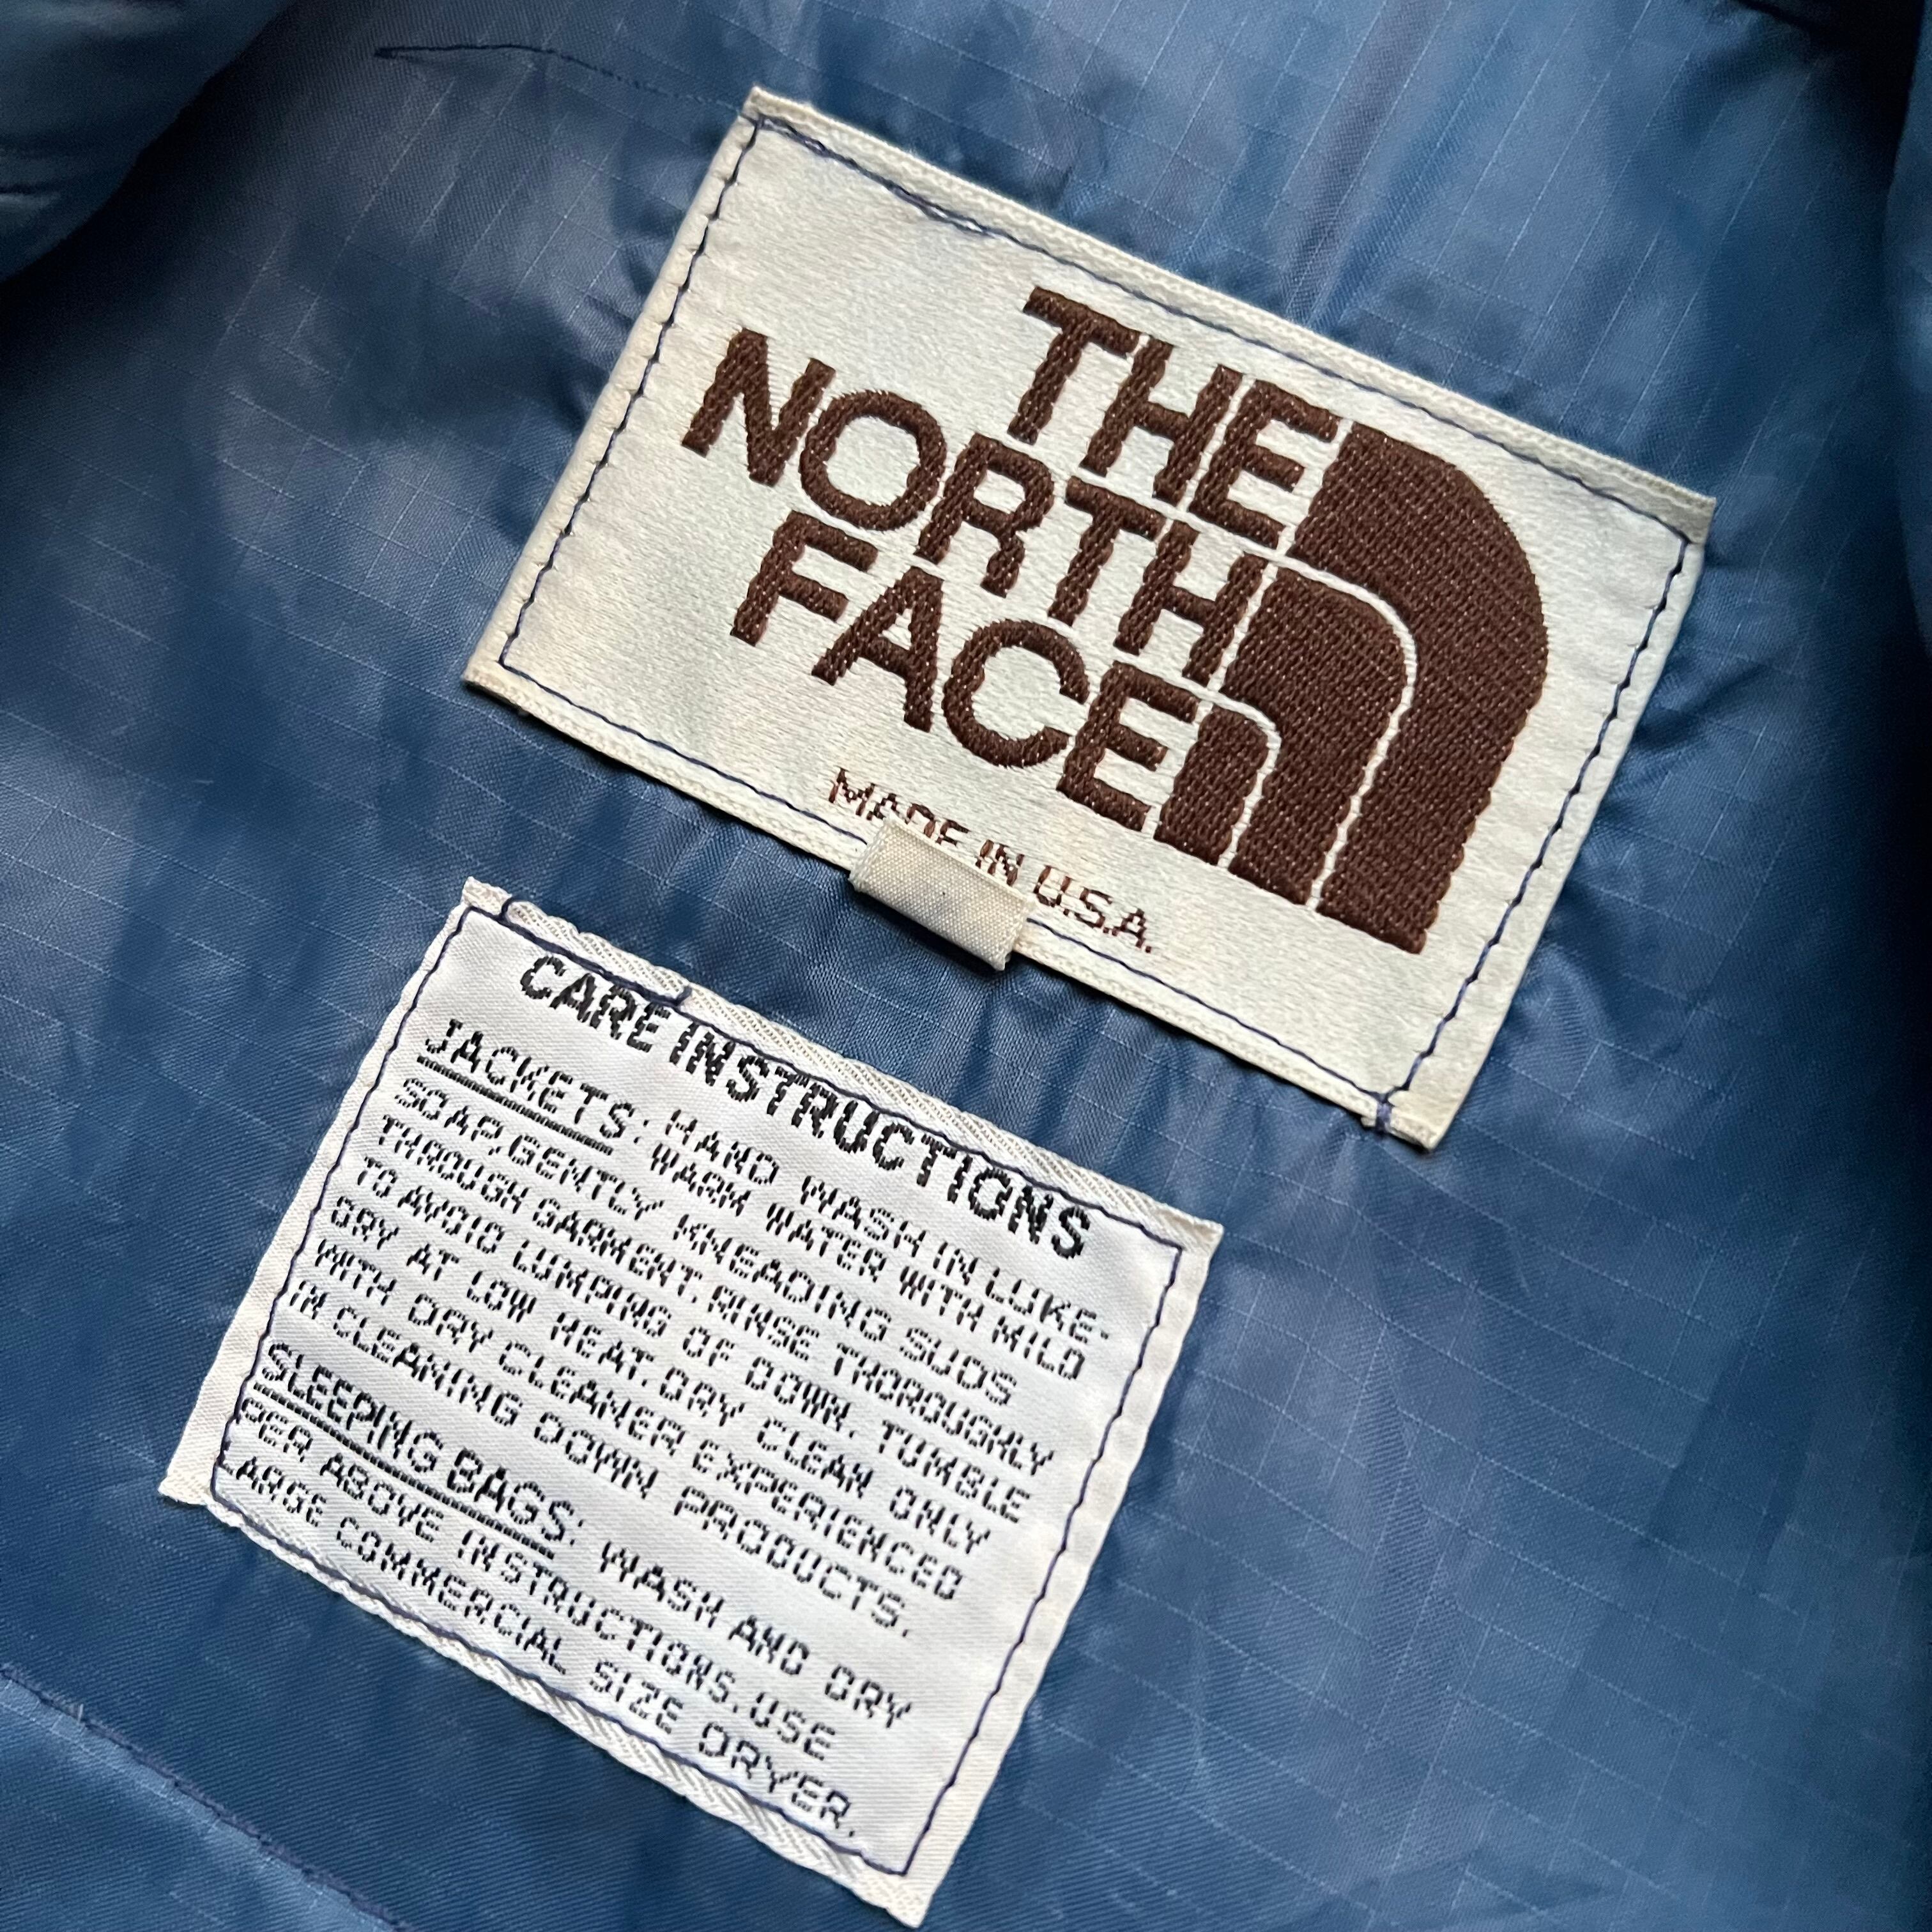 THE
NORTH
FACE
MADE IN U.S.A.
CARE INSTRUCTIONS
JACKETS: HAND WASH IN LUKE-
WARM WATER WITH MILD
SOAP, GENTLY KNEADING SUDS
THROUGH GARMENT. RINSE THOROUGHLY
TO AVOID LUMPING OF DOWN. TUMBLE
DRY AT LOW HEAT. DRY CLEAN ONLY
WITH DRY CLEANER EXPERIENCED
IN CLEANING DOWN PRODUCTS.
SLEEPING BAGS: WASH AND DRY
PER ABOVE INSTRUCTIONS. USE
LARGE COMMERCIAL SIZE DRYER.